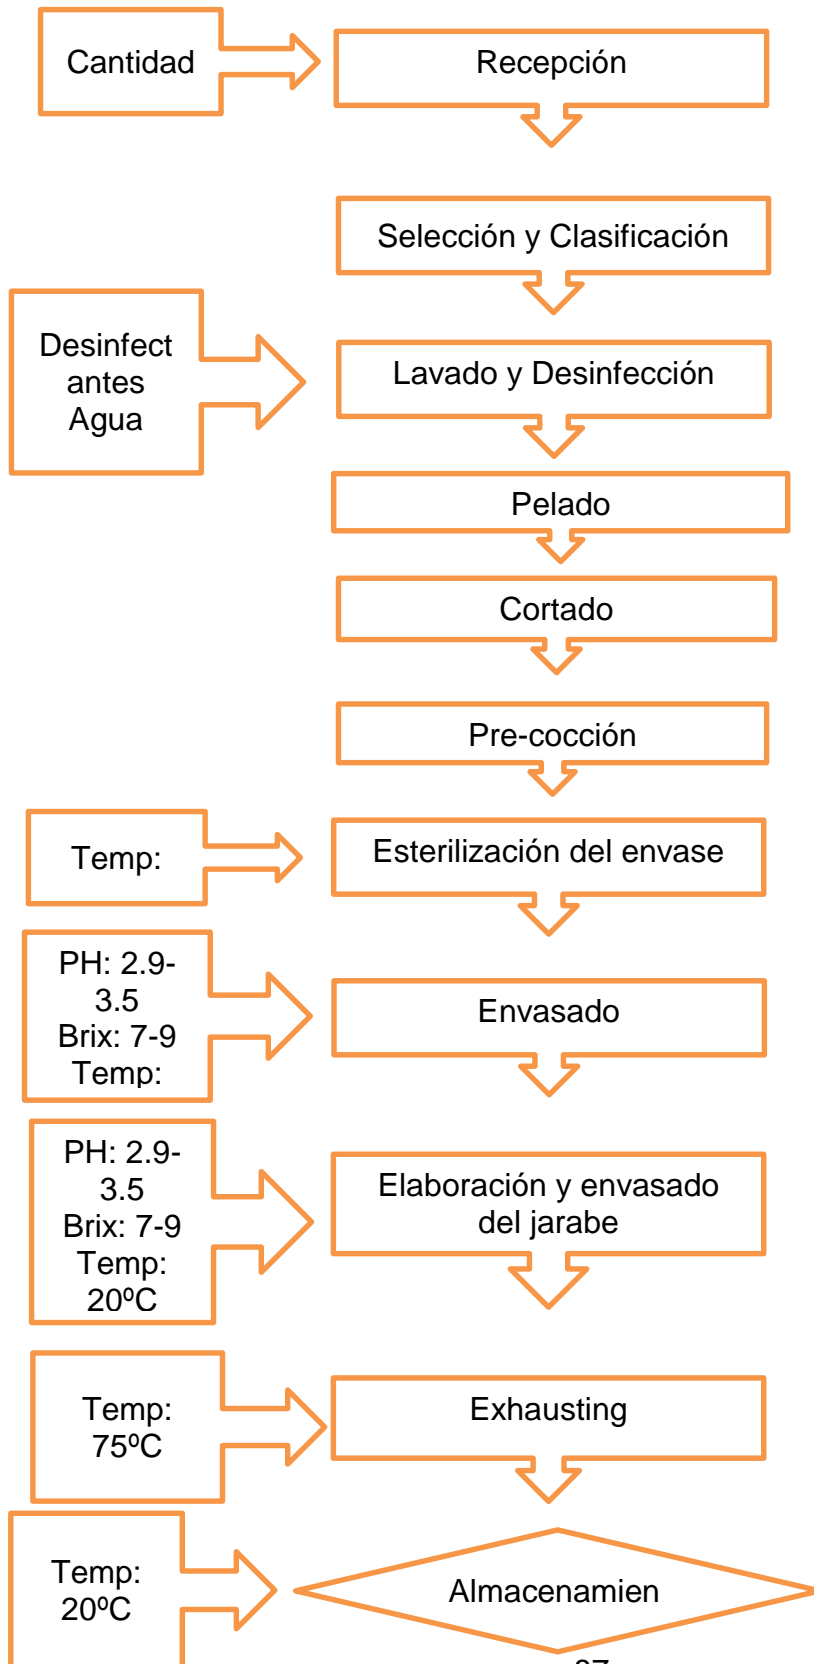 Cantidad
Recepción
Selección y Clasificación
Desinfect
antes
Agua
Lavado y Desinfección
Pelado
Cortado
Pre-cocción
Temp:
Esterilización del envase
PH: 2.9-
3.5
Brix: 7-9
Temp:
Envasado
PH: 2.9-
3.5
Brix: 7-9
Temp:
20ºC
Elaboración y envasado
del jarabe
Temp:
75ºC
Exhausting
Temp:
20ºC
Almacenamien